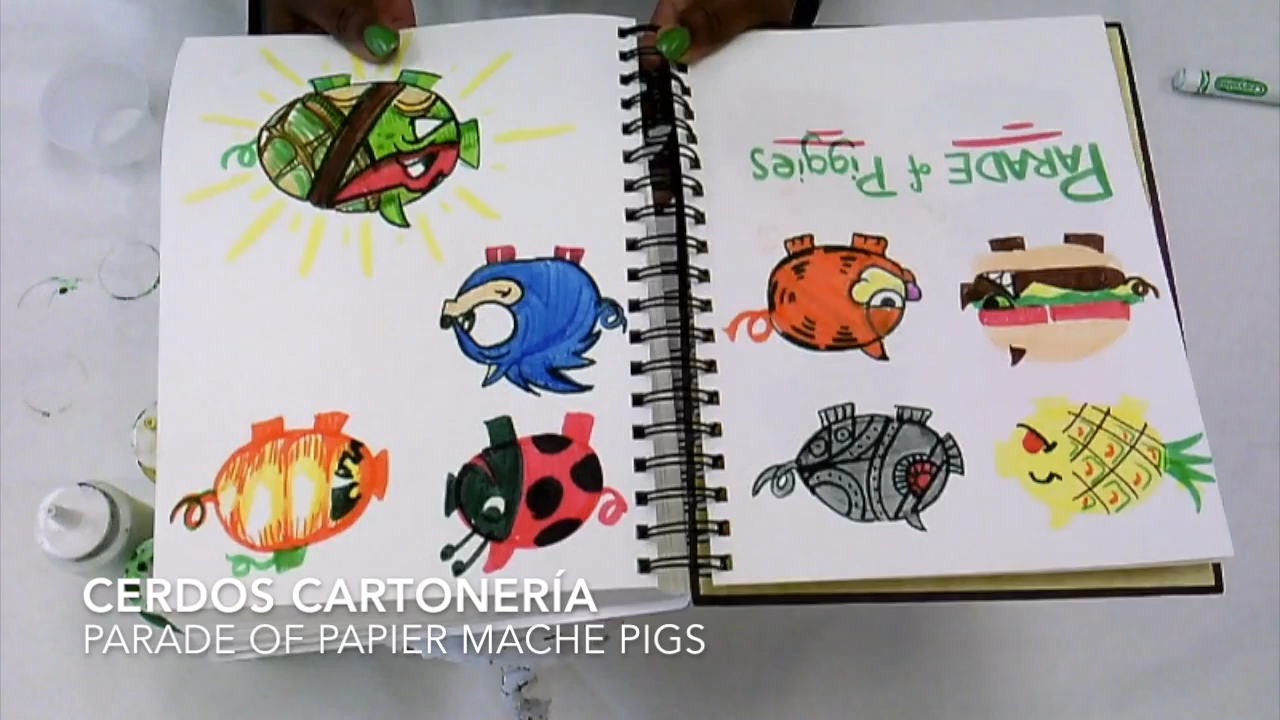 PARADE of Piggies
CERDOS CARTONERÍA
PARADE OF PAPIER MACHE PIGS